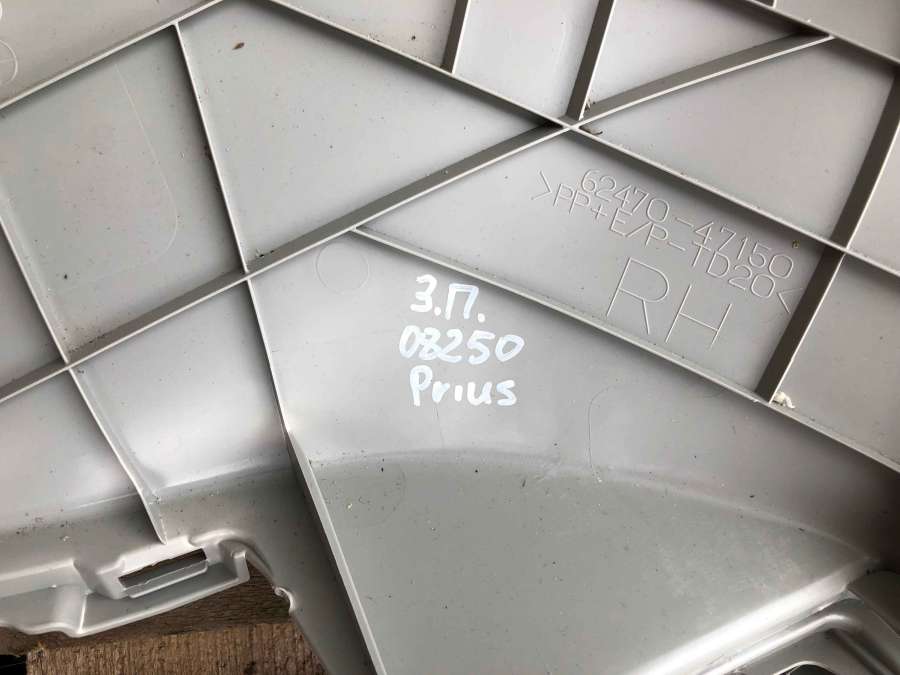 62470-47150
>PP+E/P-TD20<
RH
З.П.
08250
Prius